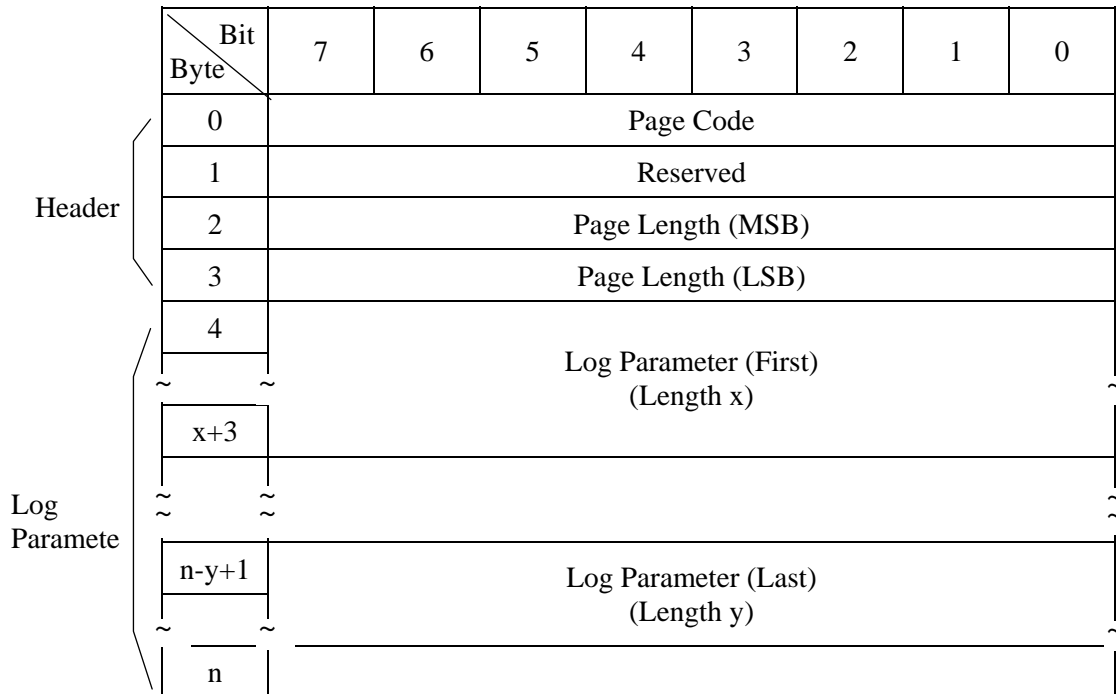 Bit
Byte
7 6 5 4 3 2 1 0
Header
0 Page Code
1 Reserved
2 Page Length (MSB)
3 Page Length (LSB)
Log
Paramete
4
Log Parameter (First)
~ ~ ~
(Length x)
x+3
~ ~ ~
~ ~ ~
n-y+1
Log Parameter (Last)
(Length y)
~ ~ ~
n